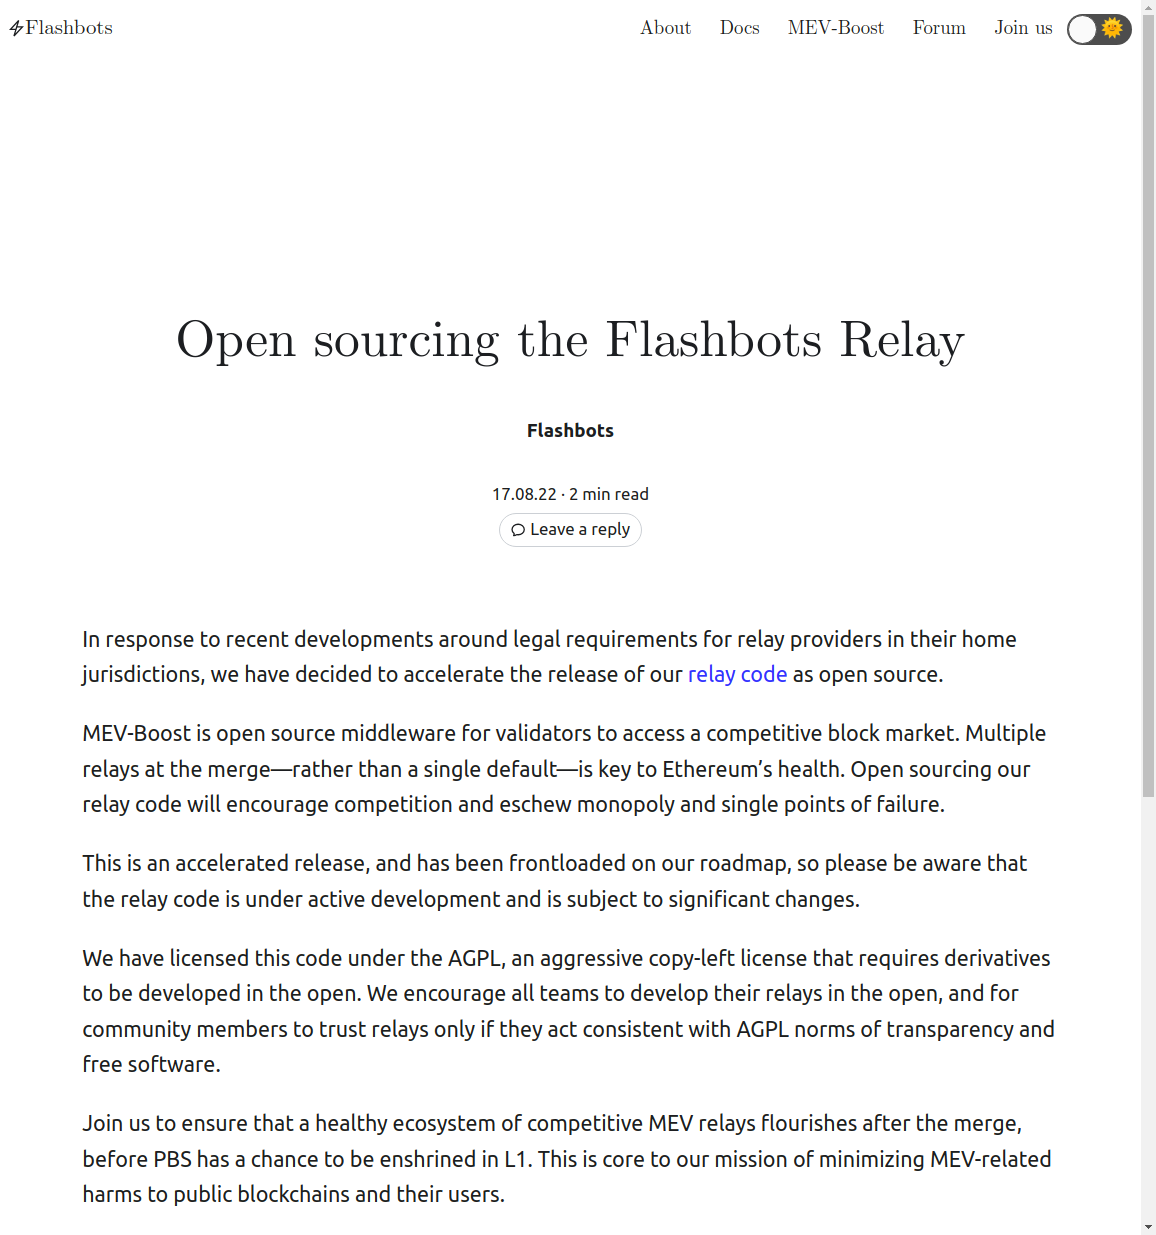 Flashbots
About Docs MEV-Boost Forum Join us
Open sourcing the Flashbots Relay
Flashbots
17.08.22 · 2 min read
Leave a reply
In response to recent developments around legal requirements for relay providers in their home
jurisdictions, we have decided to accelerate the release of our relay code as open source.
MEV-Boost is open source middleware for validators to access a competitive block market. Multiple
relays at the merge—rather than a single default—is key to Ethereum’s health. Open sourcing our
relay code will encourage competition and eschew monopoly and single points of failure.
This is an accelerated release, and has been frontloaded on our roadmap, so please be aware that
the relay code is under active development and is subject to significant changes.
We have licensed this code under the AGPL, an aggressive copy-left license that requires derivatives
to be developed in the open. We encourage all teams to develop their relays in the open, and for
community members to trust relays only if they act consistent with AGPL norms of transparency and
free software.
Join us to ensure that a healthy ecosystem of competitive MEV relays flourishes after the merge,
before PBS has a chance to be enshrined in L1. This is core to our mission of minimizing MEV-related
harms to public blockchains and their users.